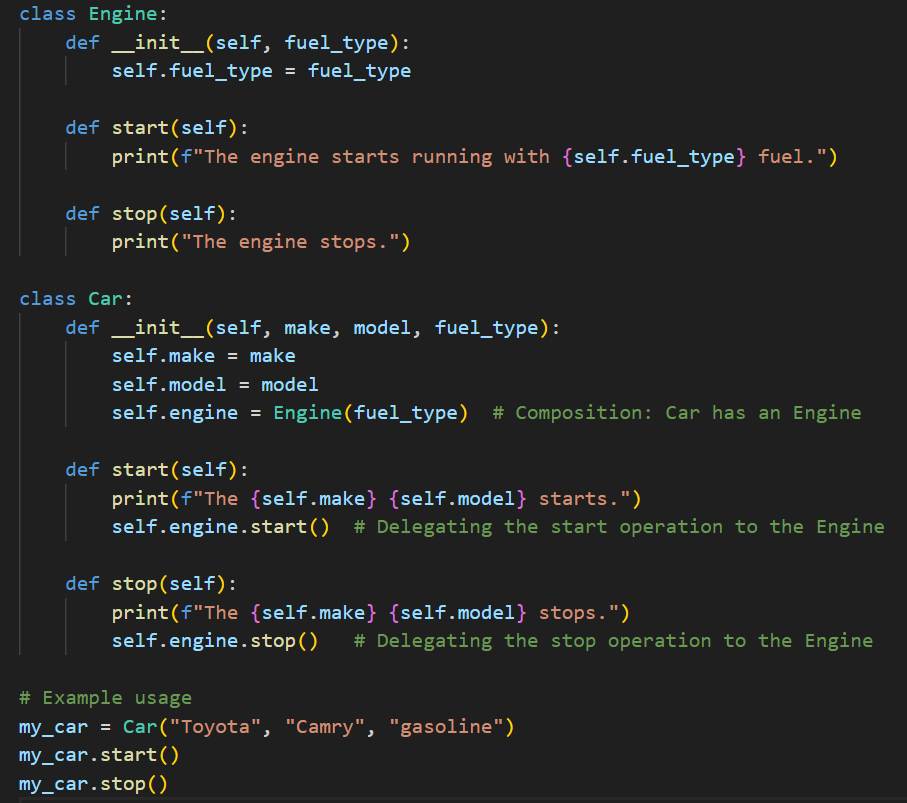 class Engine:
    def __init__(self, fuel_type):
        self.fuel_type = fuel_type

    def start(self):
        print(f"The engine starts running with {self.fuel_type} fuel.")

    def stop(self):
        print("The engine stops.")

class Car:
    def __init__(self, make, model, fuel_type):
        self.make = make
        self.model = model
        self.engine = Engine(fuel_type)  # Composition: Car has an Engine

    def start(self):
        print(f"The {self.make} {self.model} starts.")
        self.engine.start()  # Delegating the start operation to the Engine

    def stop(self):
        print(f"The {self.make} {self.model} stops.")
        self.engine.stop()   # Delegating the stop operation to the Engine

# Example usage
my_car = Car("Toyota", "Camry", "gasoline")
my_car.start()
my_car.stop()